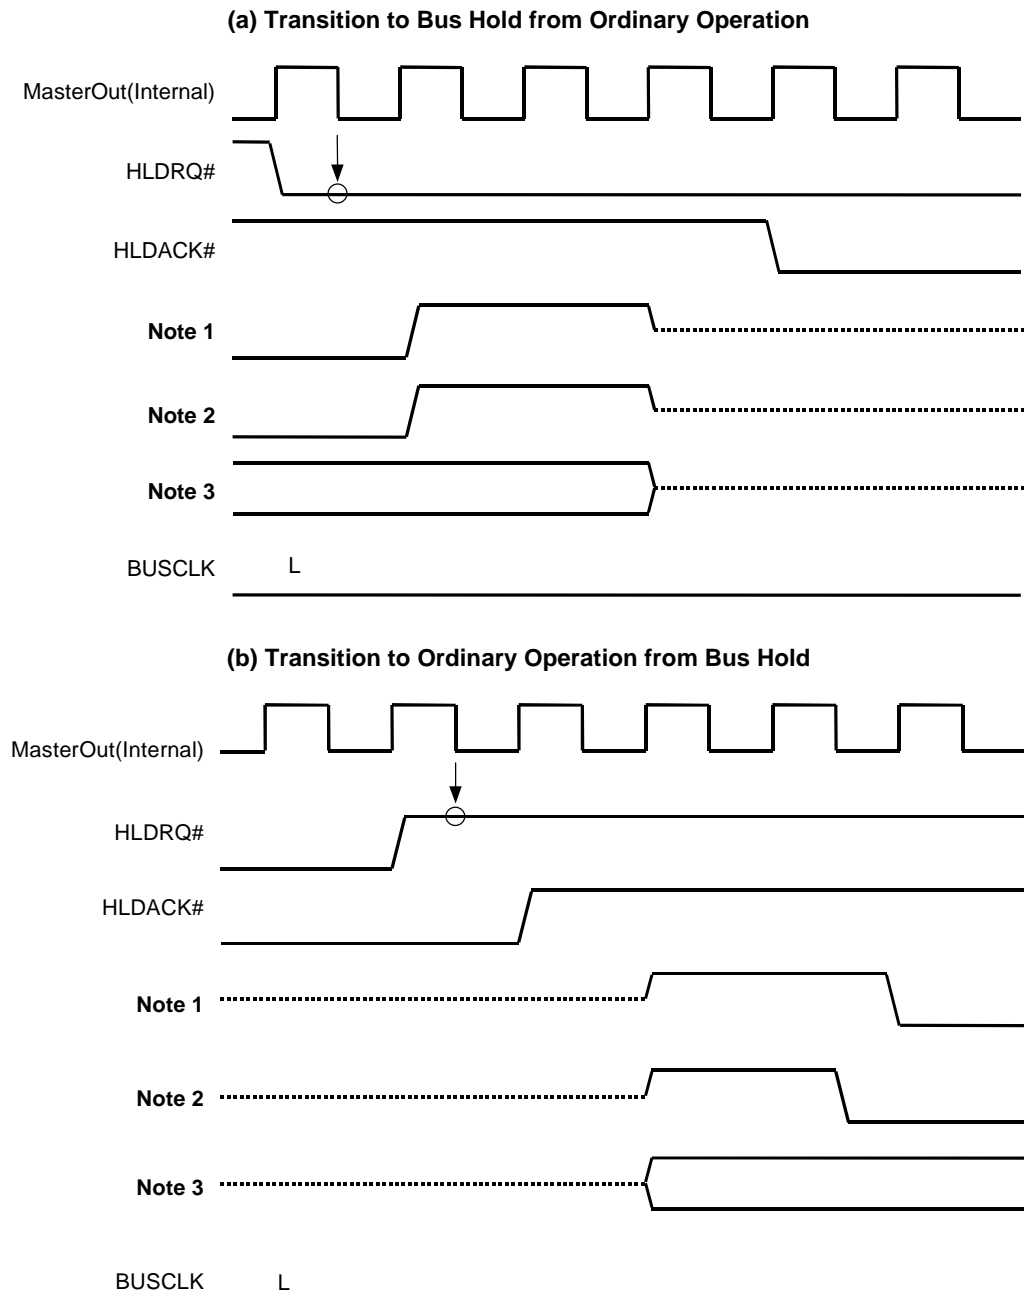 (a) Transition to Bus Hold from Ordinary Operation
MasterOut(Internal)
HLDRQ#
HLDACK#
Note 1
Note 2
Note 3
BUSCLK L
(b) Transition to Ordinary Operation from Bus Hold
MasterOut(Internal)
HLDRQ#
HLDACK#
Note 1
Note 2
Note 3
BUSCLK L